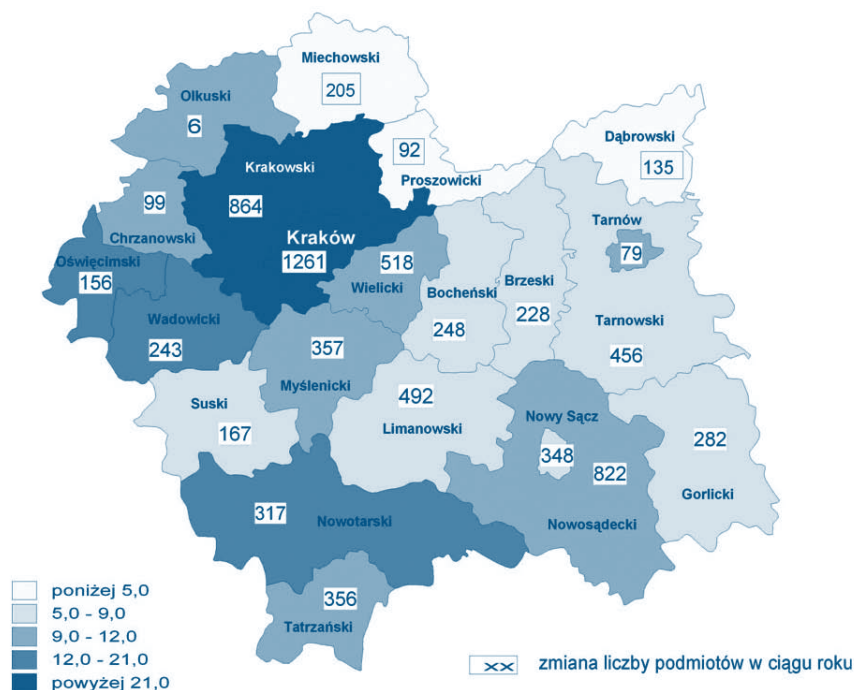 Miechowski
205
Olkuski
6
Dąbrowski
135
92
Proszowicki
Krakowski
864
99
Chrzanowski
Tarnów
79
Kraków
1261
Oświęcimski
156
518
Wielicki
Bocheński
248
Brzeski
228
Wadowicki
243
Tarnowski
456
357
Myślenicki
Suski
167
492
Limanowski
Nowy Sącz
348
822
Nowosądecki
282
Gorlicki
317
Nowotarski
356
Tatrzański
poniżej 5,0
5,0 - 9,0
9,0 - 12,0
12,0 - 21,0
powyżej 21,0
xx zmiana liczby podmiotów w ciągu roku